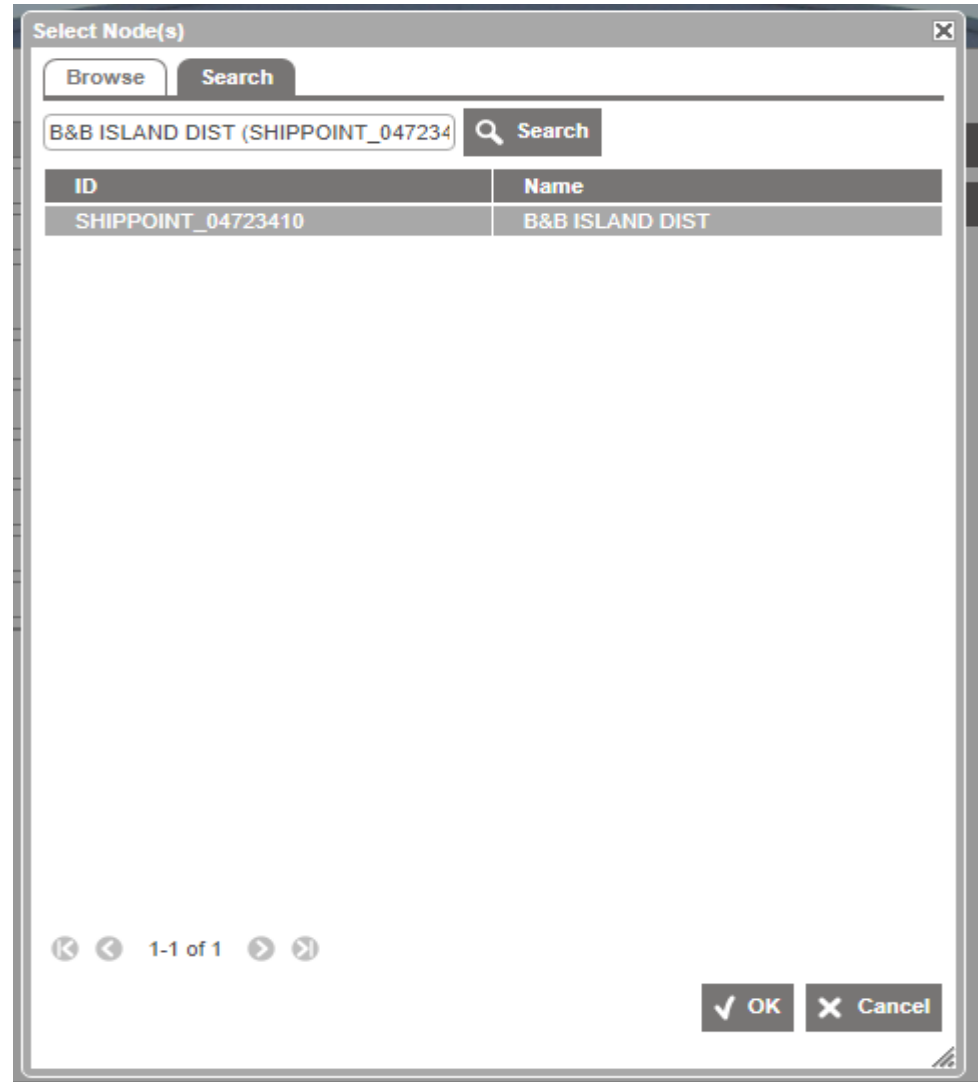 Select Node(s)
Browse Search
B&B ISLAND DIST (SHIPPOINT_047234 Search
ID Name
SHIPPOINT_04723410 B&B ISLAND DIST
1-1 of 1
OK Cancel